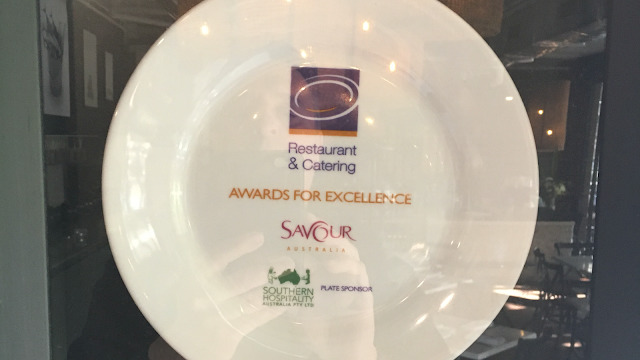 Restaurant
& Catering
AWARDS FOR EXCELLENCE
SAVOUR
AUSTRALIA
SOUTHERN
HOSPITALITY
AUSTRALIA PTY LTD
PLATE SPONSOR